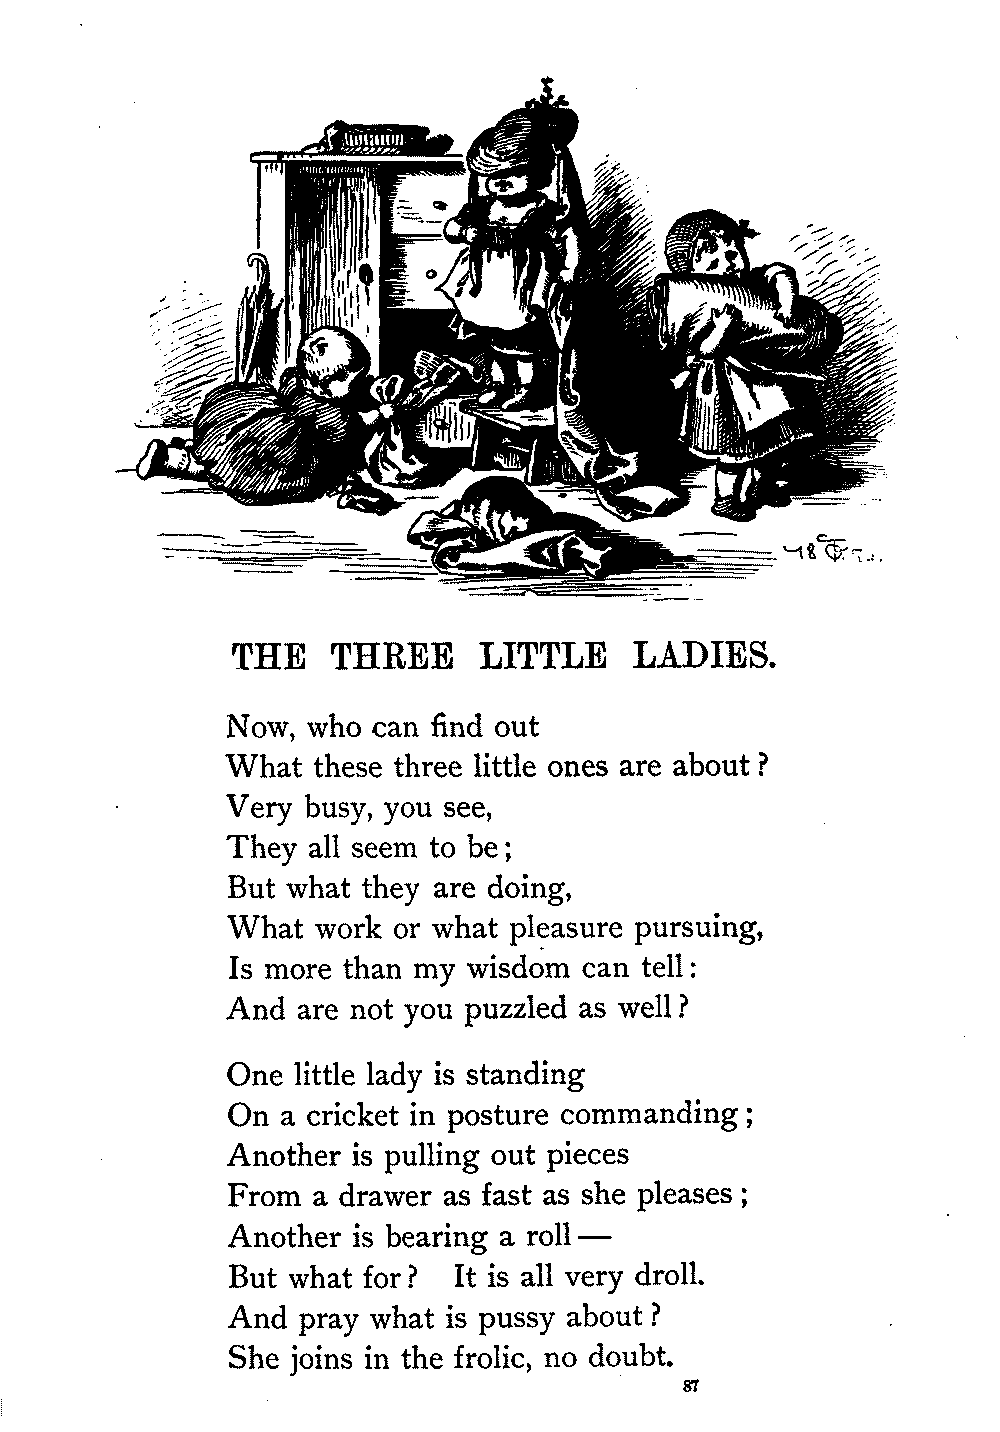 THE THREE LITTLE LADIES.
Now, who can find out
What these three little ones are about?
Very busy, you see,
They all seem to be;
But what they are doing,
What work or what pleasure pursuing,
Is more than my wisdom can tell:
And are not you puzzled as well?
One little lady is standing
On a cricket in posture commanding;
Another is pulling out pieces
From a drawer as fast as she pleases;
Another is bearing a roll—
But what for? It is all very droll.
And pray what is pussy about?
She joins in the frolic, no doubt.
87